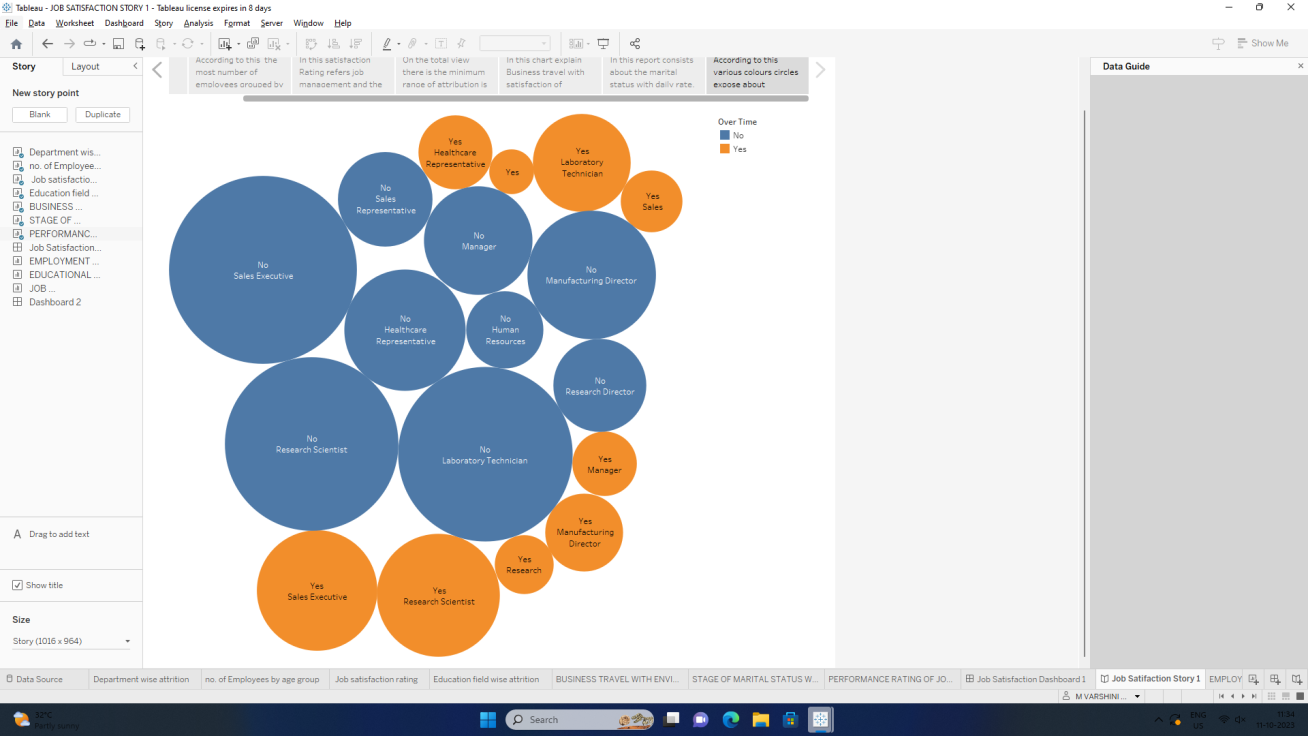 Tableau - JOB SATISFACTION STORY 1 - Tableau license expires in 8 days
File Data Worksheet Dashboard Story Analysis Format Server Window Help
Show Me
Story Layout
New story point
Blank Duplicate
Department wis...
no. of Employee...
Job satisfactio...
Education field ...
BUSINESS ...
STAGE OF ...
PERFORMANC...
Job Satisfaction...
EMPLOYMENT ...
EDUCATIONAL ...
JOB ...
Dashboard 2
A Drag to add text
Show title
Size
Story (1016 x 964)
According to this the
most number of
employees grouped by
In this satisfaction
Rating refers job
management and the
On the total view
there is the minimum
range of attribution is
In this chart explain
Business travel with
satisfaction of
In this report consists
about the marital
status with daily rate.
According to this
various colours circles
expose about
Over Time
No
Yes
Yes
Healthcare
Representative
Yes
Yes
Laboratory
Technician
Yes
Sales
No
Sales
Representative
No
Manager
No
Sales Executive
No
Manufacturing Director
No
Healthcare
Representative
No
Human
Resources
No
Research Director
No
Research Scientist
No
Laboratory Technician
Yes
Manager
Yes
Manufacturing
Director
Yes
Research
Yes
Sales Executive
Yes
Research Scientist
Data Guide
Data Source Department wise attrition no. of Employees by age group Job satisfaction rating Education field wise attrition BUSINESS TRAVEL WITH ENVI... STAGE OF MARITAL STATUS W... PERFORMANCE RATING OF JO... Job Satisfaction Dashboard 1 Job Satifaction Story 1 EMPLOY
M VARSHINI ...
32°C
Partly sunny
Search
ENG
US
11:34
11-10-2023